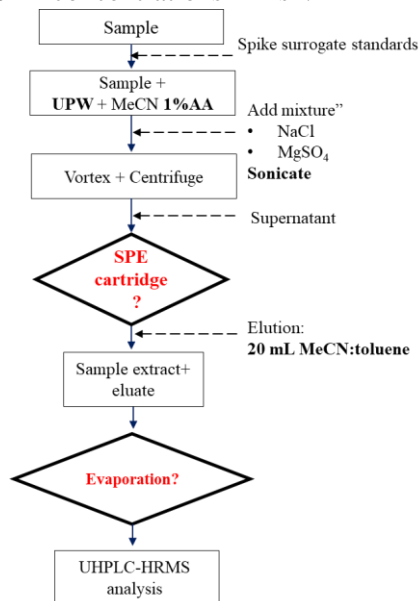 Sample
Spike surrogate standards
Sample +
UPW + MeCN 1%AA
Add mixture”
• NaCl
• MgSO₄
Sonicate
Vortex + Centrifuge
Supernatant
SPE
cartridge
?
Elution:
20 mL MeCN:toluene
Sample extract+
eluate
Evaporation?
UHPLC-HRMS
analysis